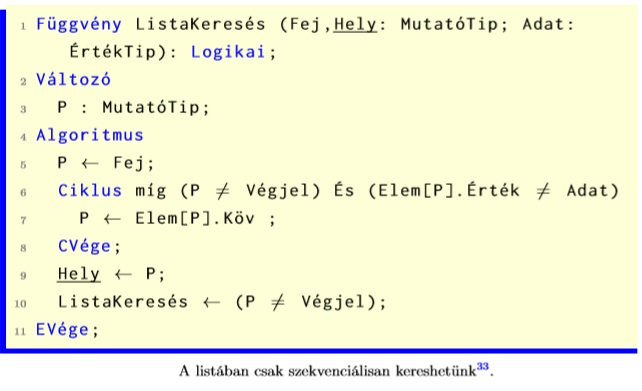 1 Függvény ListaKeresés (Fej,Hely: MutatóTip; Adat:
ÉrtékTip): Logikai;
2 Változó
3 P : MutatóTip;
4 Algoritmus
5 P ← Fej;
6 Ciklus míg (P ≠ Végjel) És (Elem[P].Érték ≠ Adat)
7 P ← Elem[P].Köv ;
8 CVége;
9 Hely ← P;
10 ListaKeresés ← (P ≠ Végjel);
11 EVége;
A listában csak szekvenciálisan kereshetünk33.